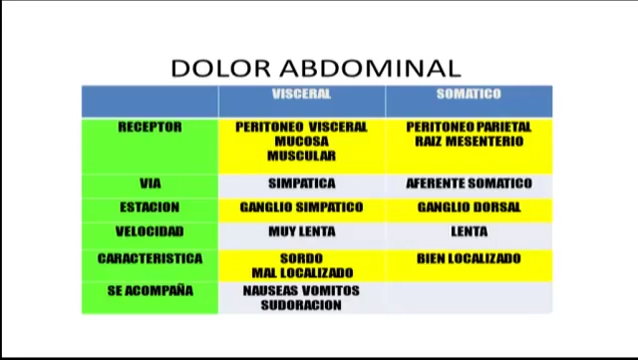 DOLOR ABDOMINAL
VISCERAL SOMATICO
RECEPTOR PERITONEO VISCERAL PERITONEO PARIETAL
MUCOSA RAIZ MESENTERIO
MUSCULAR
VIA SIMPATICA AFERENTE SOMATICO
ESTACION GANGLIO SIMPATICO GANGLIO DORSAL
VELOCIDAD MUY LENTA LENTA
CARACTERISTICA SORDO BIEN LOCALIZADO
MAL LOCALIZADO
SE ACOMPAÑA NAUSEAS VOMITOS
SUDORACION